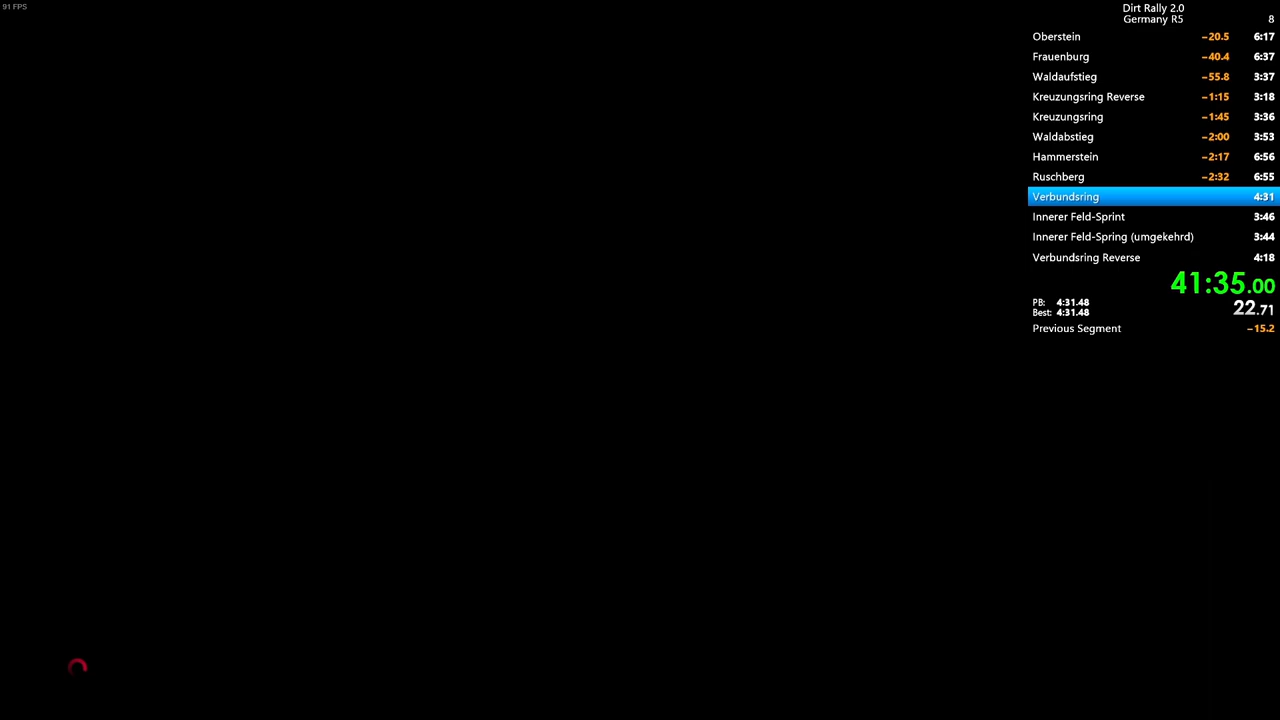 91 FPS
Dirt Rally 2.0
Germany R5 8
Oberstein −20.5 6:17
Frauenburg −40.4 6:37
Waldaufstieg −55.8 3:37
Kreuzungsring Reverse −1:15 3:18
Kreuzungsring −1:45 3:36
Waldabstieg −2:00 3:53
Hammerstein −2:17 6:56
Ruschberg −2:32 6:55
Verbundsring 4:31
Innerer Feld-Sprint 3:46
Innerer Feld-Spring (umgekehrd) 3:44
Verbundsring Reverse 4:18
41:35.00
PB: 4:31.48
Best: 4:31.48
22.71
Previous Segment −15.2